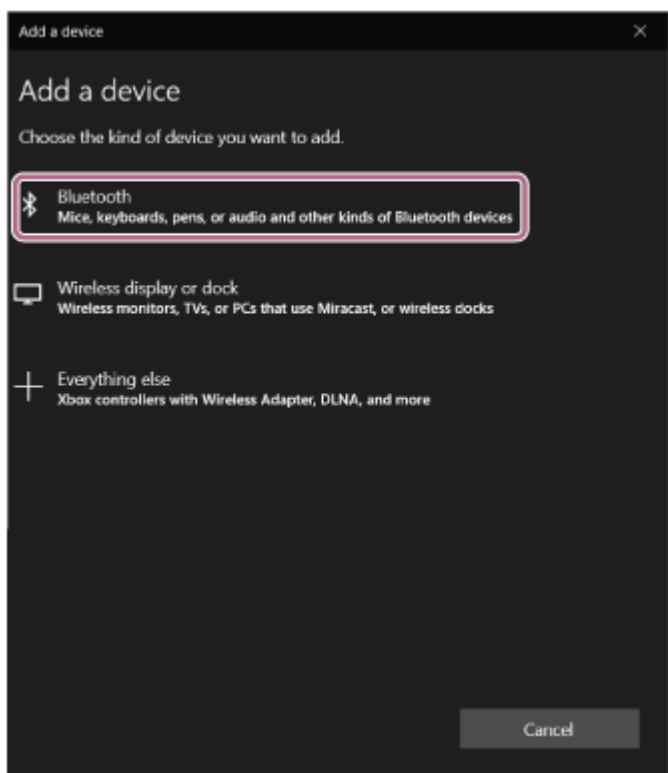 Add a device
Add a device
Choose the kind of device you want to add.
Bluetooth
Mice, keyboards, pens, or audio and other kinds of Bluetooth devices
Wireless display or dock
Wireless monitors, TVs, or PCs that use Miracast, or wireless docks
Everything else
Xbox controllers with Wireless Adapter, DLNA, and more
Cancel